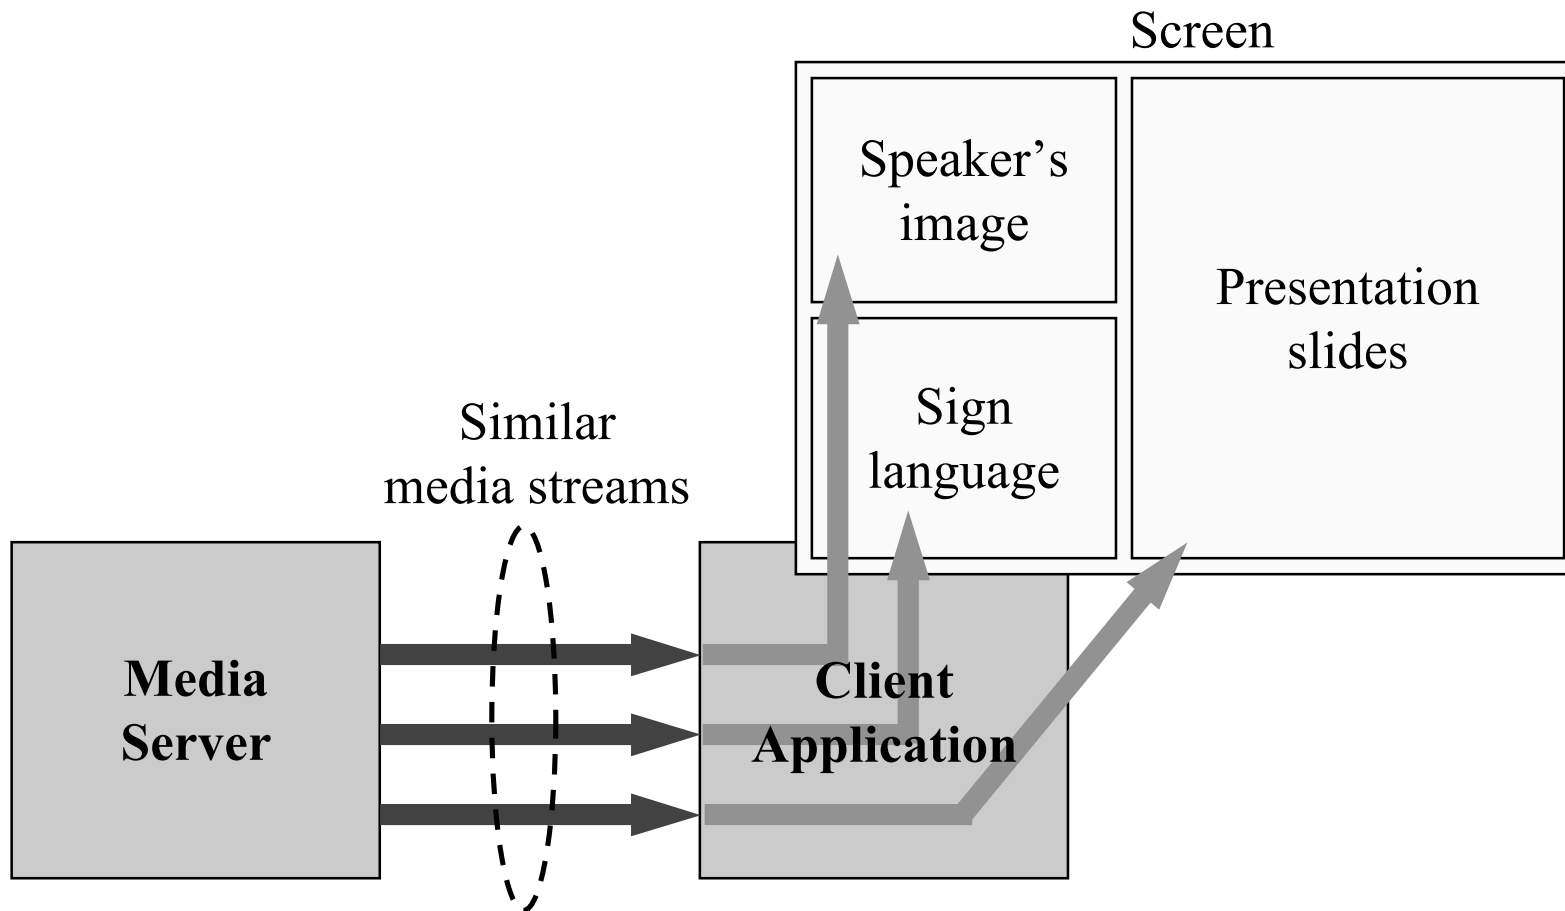 Screen
Speaker’s
image
Presentation
slides
Sign
language
Similar
media streams
Media
Server
Client
Application